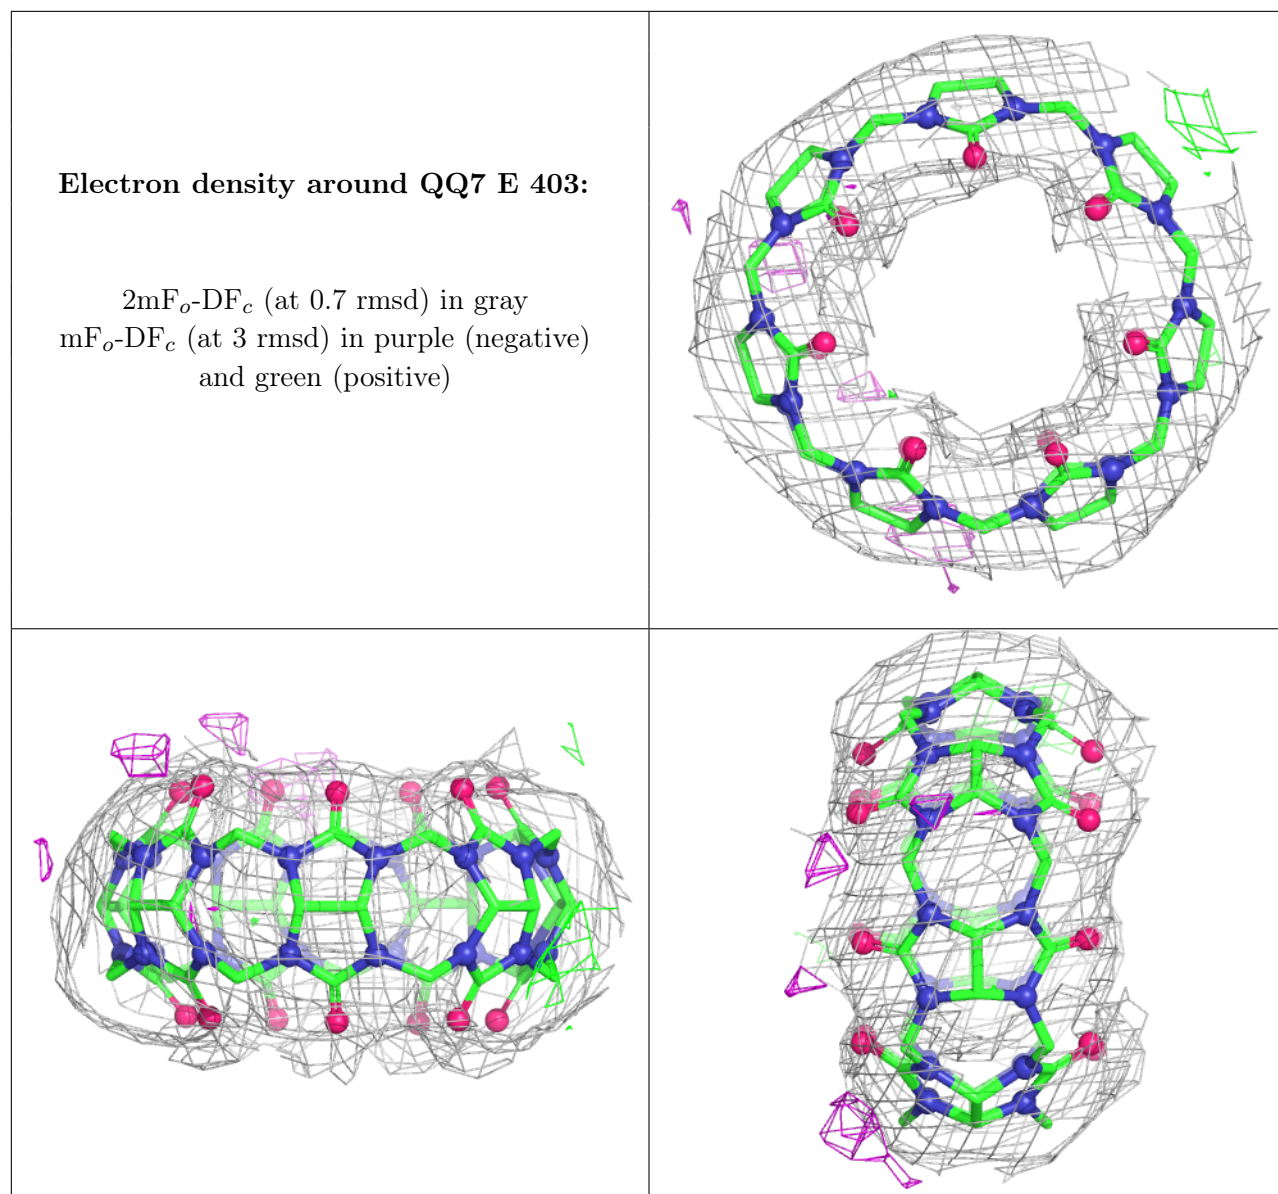 Electron density around QQ7 E 403:
2mFo-DFc (at 0.7 rmsd) in gray
mFo-DFc (at 3 rmsd) in purple (negative)
and green (positive)